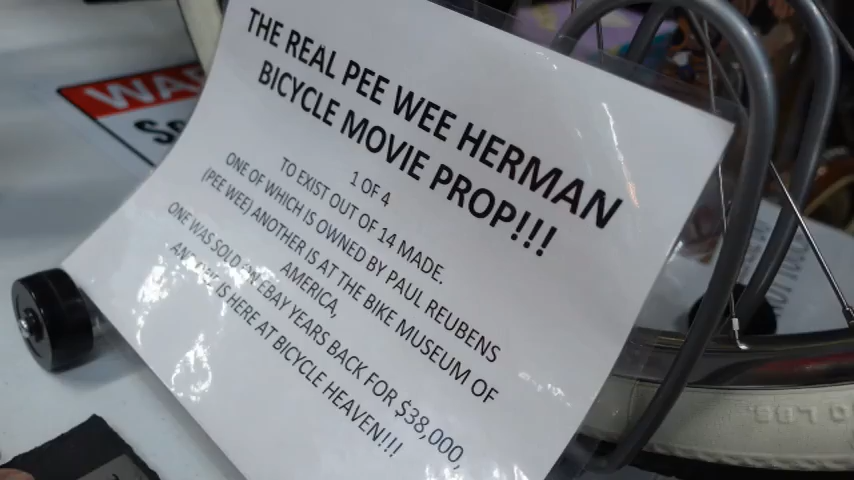 THE REAL PEE WEE HERMAN
BICYCLE MOVIE PROP!!!
1 OF 4
TO EXIST OUT OF 14 MADE.
ONE OF WHICH IS OWNED BY PAUL REUBENS
(PEE WEE) ANOTHER IS AT THE BIKE MUSEUM OF
AMERICA,
ONE WAS SOLD ON EBAY YEARS BACK FOR $38,000,
AND ONE IS HERE AT BICYCLE HEAVEN!!!
WAR
LBS.